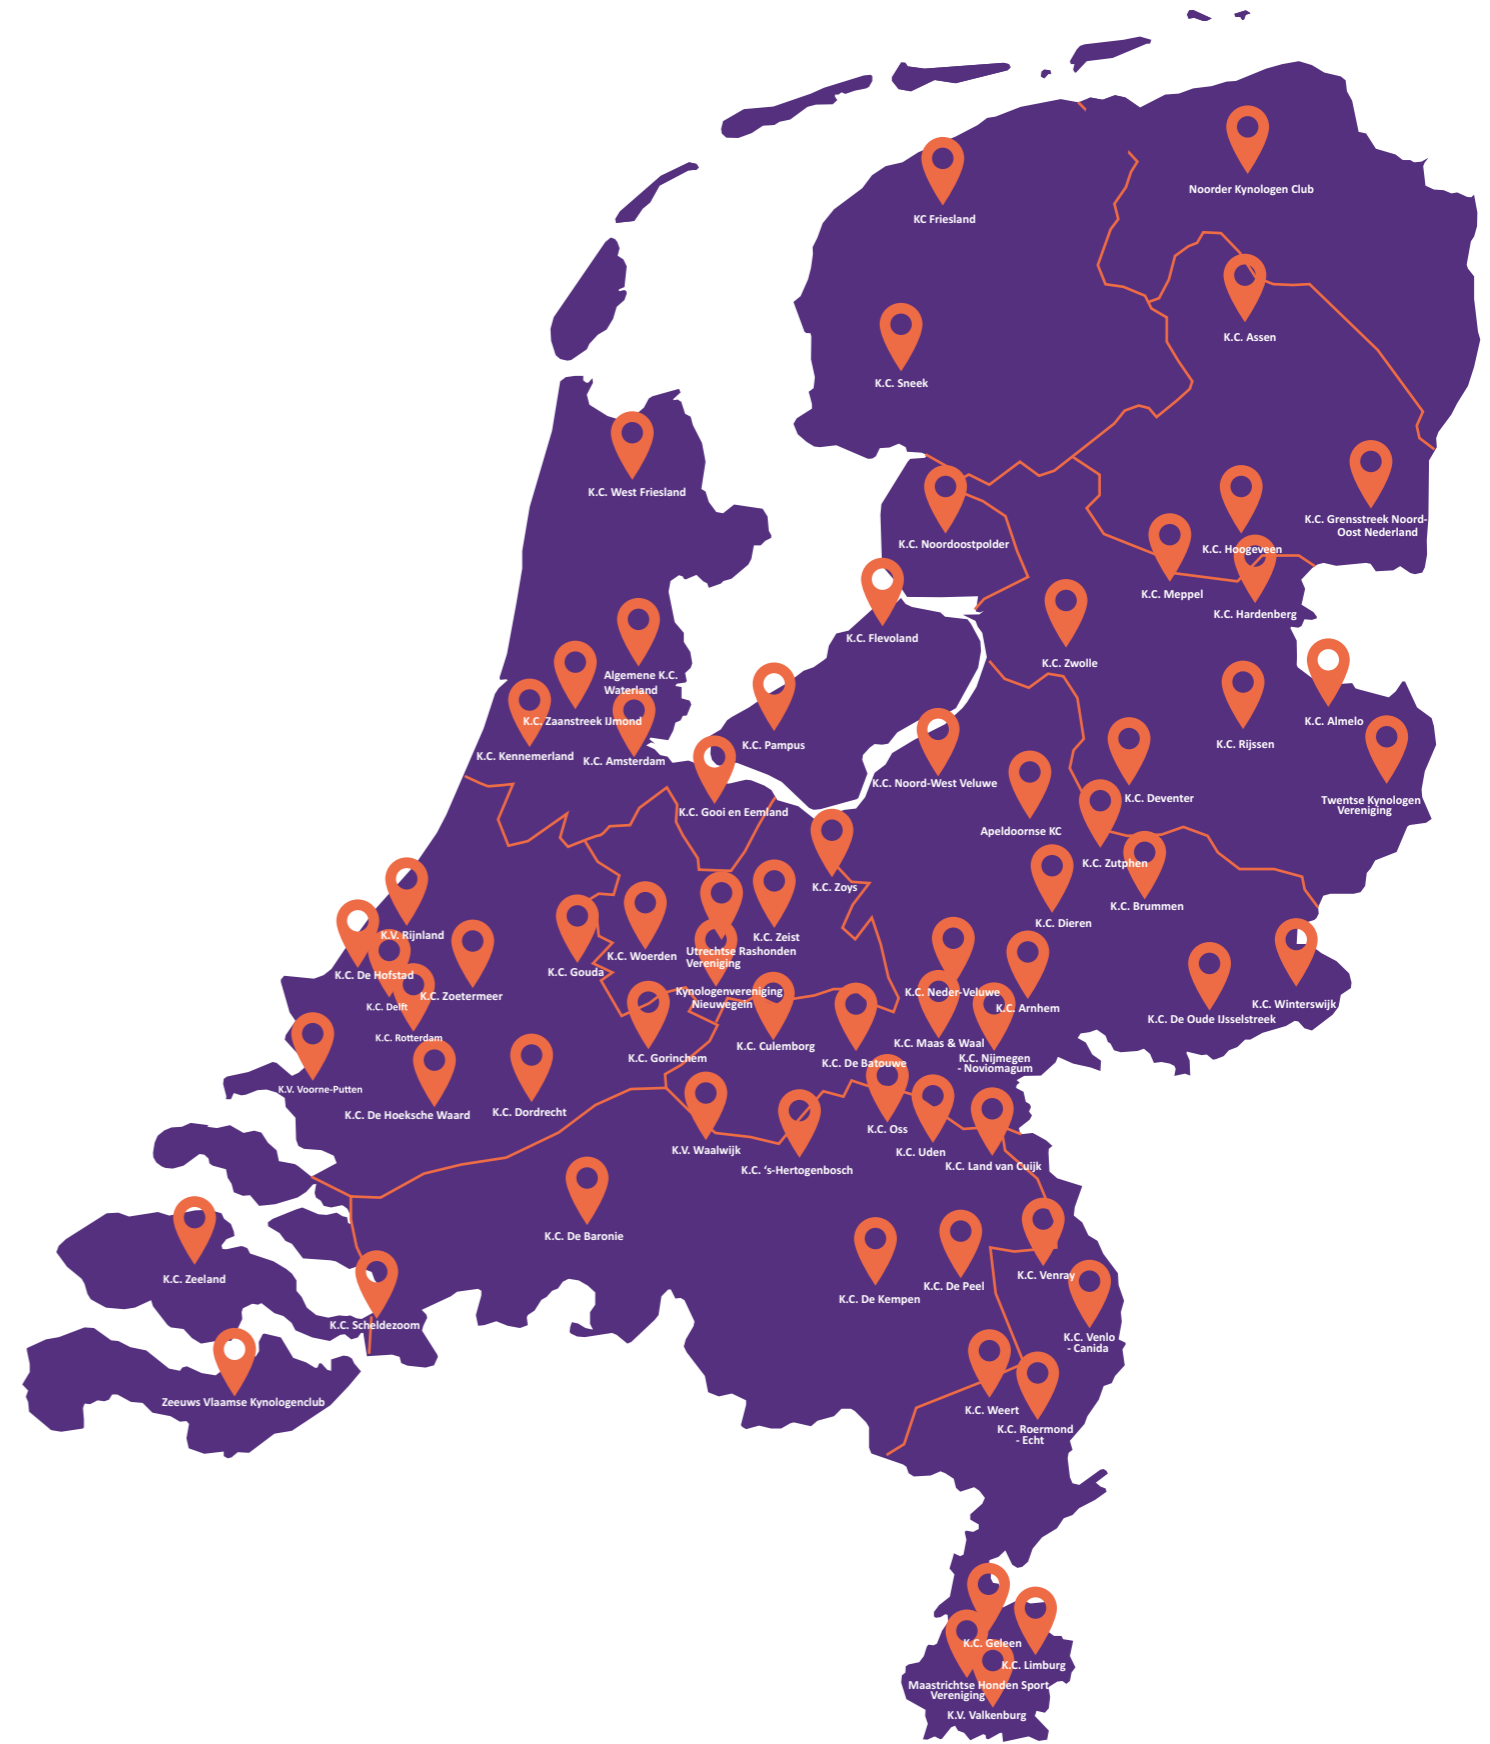 Noorder Kynologen Club
KC Friesland
K.C. Assen
K.C. Sneek
K.C. West Friesland
K.C. Grensstreek Noord-
Oost Nederland
K.C. Noordoostpolder
K.C. Hoogeveen
K.C. Meppel
K.C. Hardenberg
K.C. Flevoland
K.C. Zwolle
Algemene K.C.
Waterland
K.C. Zaanstreek IJmond
K.C. Almelo
K.C. Rijssen
K.C. Pampus
K.C. Kennemerland
K.C. Amsterdam
K.C. Noord-West Veluwe
K.C. Deventer
Twentse Kynologen
Vereniging
K.C. Gooi en Eemland
Apeldoornse KC
K.C. Zutphen
K.C. Zoys
K.C. Brummen
K.C. Dieren
K.V. Rijnland
K.C. Zeist
Utrechtse Rashonden
Vereniging
K.C. Woerden
K.C. Gouda
K.C. De Hofstad
K.C. Zoetermeer
Kynologenvereniging
Nieuwegein
K.C. Neder-Veluwe
K.C. Winterswijk
K.C. Delft
K.C. Arnhem
K.C. De Oude IJsselstreek
K.C. Rotterdam
K.C. Maas & Waal
K.C. Culemborg
K.C. Gorinchem
K.C. Nijmegen
- Noviomagum
K.C. De Batouwe
K.V. Voorne-Putten
K.C. De Hoeksche Waard
K.C. Dordrecht
K.C. Oss
K.V. Waalwijk
K.C. Uden
K.C. Land van Cuijk
K.C. ‘s-Hertogenbosch
K.C. De Baronie
K.C. Zeeland
K.C. Venray
K.C. De Peel
K.C. De Kempen
K.C. Scheldezoom
K.C. Venlo
- Canida
Zeeuws Vlaamse Kynologenclub
K.C. Weert
K.C. Roermond
- Echt
K.C. Geleen
K.C. Limburg
Maastrichtse Honden Sport
Vereniging
K.V. Valkenburg